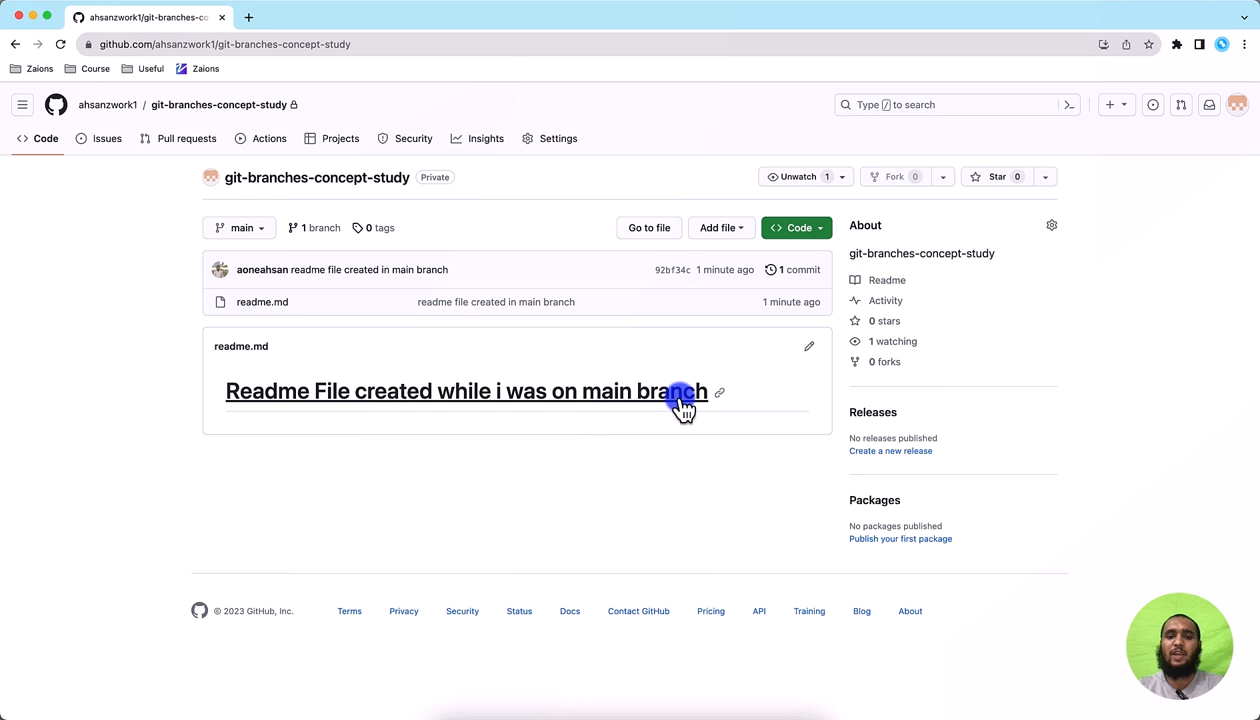 ahsanzwork1/git-branches-co
github.com/ahsanzwork1/git-branches-concept-study
Zaions Course Useful Zaions
ahsanzwork1 / git-branches-concept-study
Type / to search
Code Issues Pull requests Actions Projects Security Insights Settings
git-branches-concept-study Private
Unwatch 1 Fork 0 Star 0
main 1 branch 0 tags Go to file Add file Code
aoneahsan readme file created in main branch 92bf34c 1 minute ago 1 commit
readme.md readme file created in main branch 1 minute ago
readme.md
Readme File created while i was on main branch
About
git-branches-concept-study
Readme
Activity
0 stars
1 watching
0 forks
Releases
No releases published
Create a new release
Packages
No packages published
Publish your first package
© 2023 GitHub, Inc. Terms Privacy Security Status Docs Contact GitHub Pricing API Training Blog About